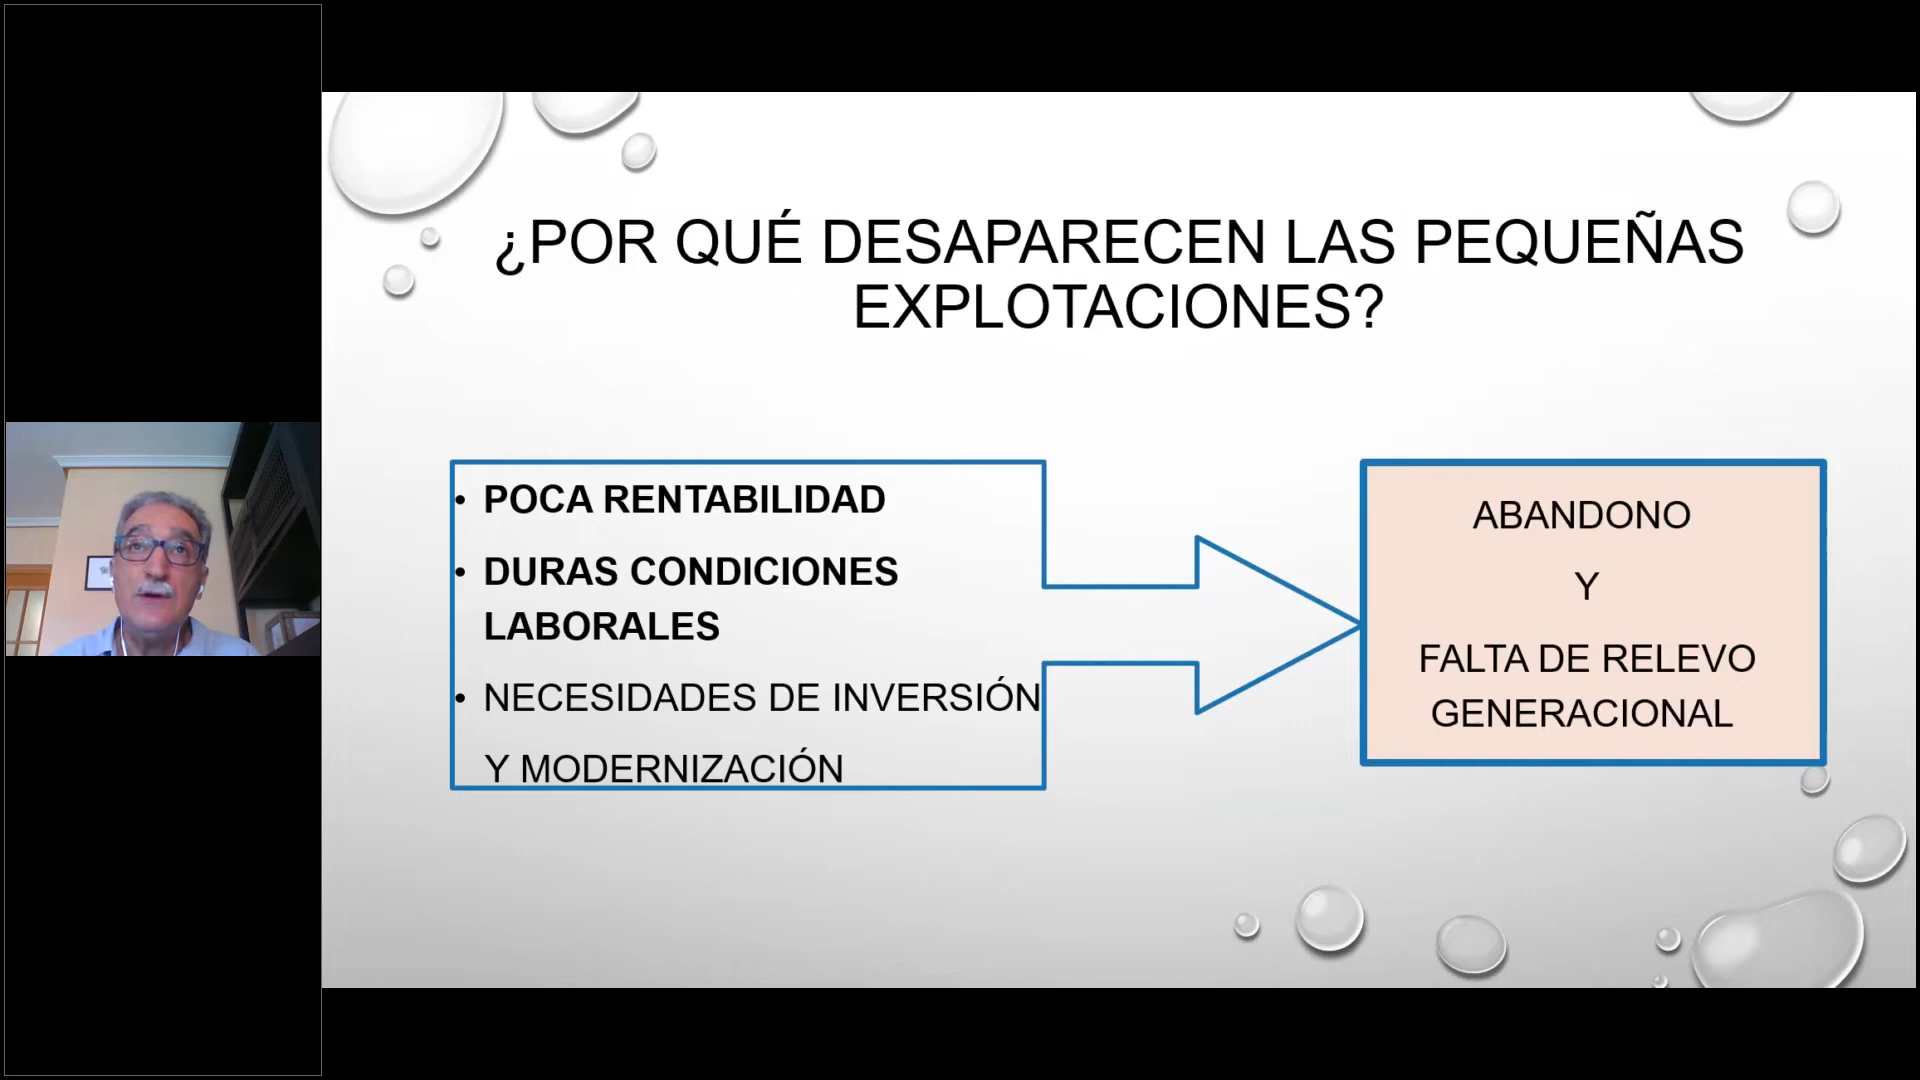 ¿POR QUÉ DESAPARECEN LAS PEQUEÑAS
EXPLOTACIONES?
• POCA RENTABILIDAD
• DURAS CONDICIONES
LABORALES
• NECESIDADES DE INVERSIÓN
Y MODERNIZACIÓN
ABANDONO
Y
FALTA DE RELEVO
GENERACIONAL